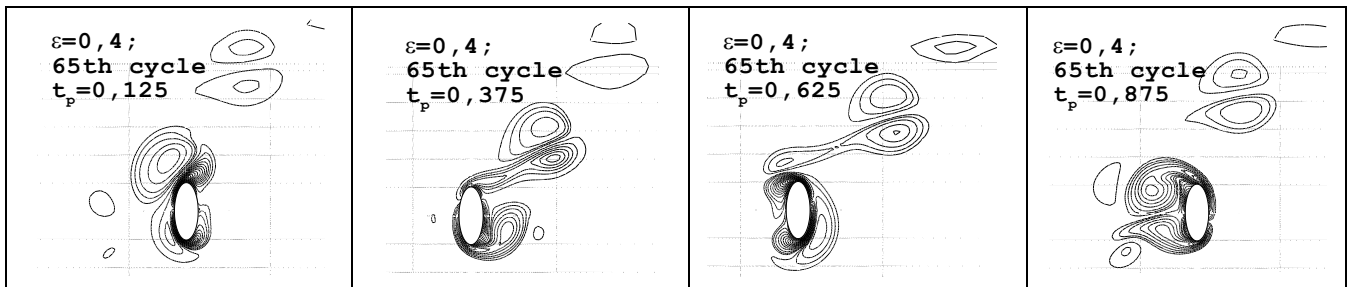 ε=0,4;
65th cycle
tp=0,125
ε=0,4;
65th cycle
tp=0,375
ε=0,4;
65th cycle
tp=0,625
ε=0,4;
65th cycle
tp=0,875